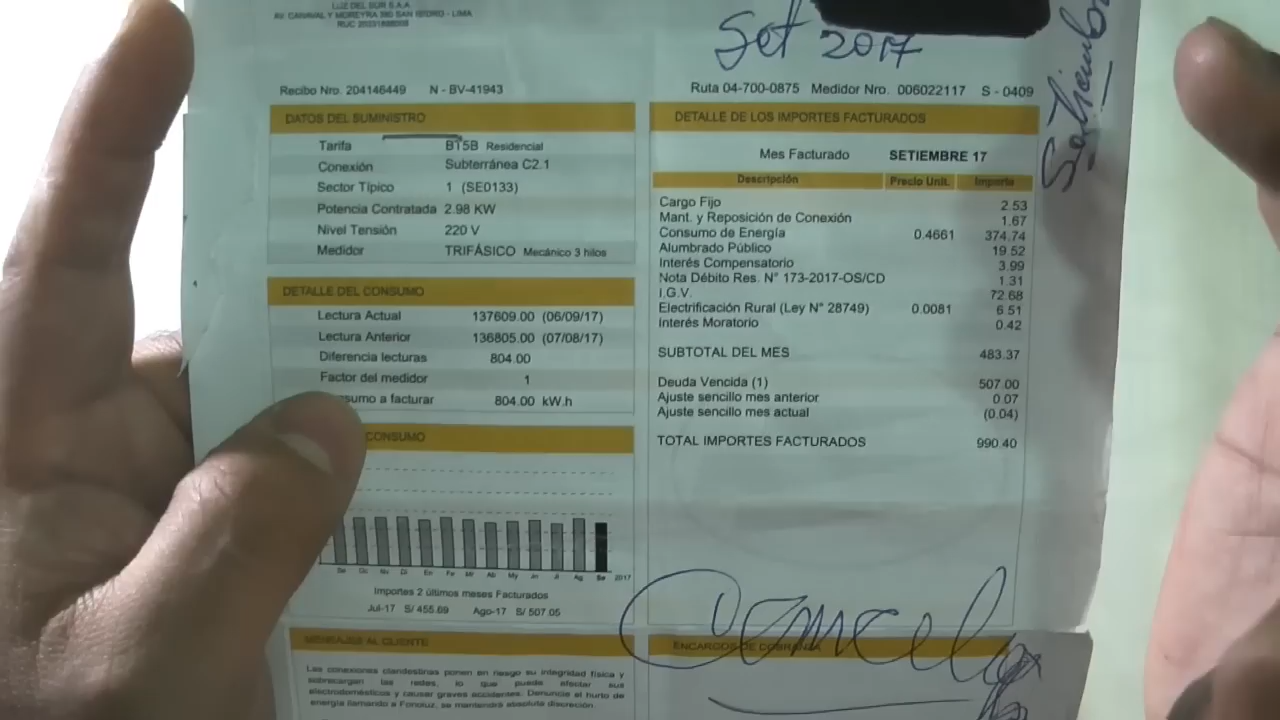 LUZ DEL SUR S.A.A
AV. CANAVAL Y MOREYRA 380 SAN ISIDRO - LIMA
Set 2017
Setiembre
Recibo Nro. 204146449 N - BV-41943
Ruta 04-700-0875 Medidor Nro. 006022117 S - 0409
DATOS DEL SUMINISTRO
Tarifa BT5B Residencial
Conexión Subterránea C2.1
Sector Típico 1 (SE0133)
Potencia Contratada 2.98 KW
Nivel Tensión 220 V
Medidor TRIFÁSICO Mecánico 3 hilos
DETALLE DEL CONSUMO
Lectura Actual 137609.00 (06/09/17)
Lectura Anterior 136805.00 (07/08/17)
Diferencia lecturas 804.00
Factor del medidor 1
sumo a facturar 804.00 kW.h
CONSUMO
Se Oc No Di En Fe Mr Ab My Jn Jl Ag Se 2017
Importes 2 últimos meses Facturados
Jul-17 S/ 455.69 Ago-17 S/ 507.05
MENSAJES AL CLIENTE
Las conexiones clandestinas ponen en riesgo su integridad física y
sobrecargan las redes, lo que puede afectar sus
electrodomésticos y causar graves accidentes. Denuncie el hurto de
energía llamando a Fonoluz, se mantendrá absoluta discreción.
DETALLE DE LOS IMPORTES FACTURADOS
Mes Facturado SETIEMBRE 17
Descripción Precio Unit. Importe
Cargo Fijo 2.53
Mant. y Reposición de Conexión 1.67
Consumo de Energía 0.4661 374.74
Alumbrado Público 19.52
Interés Compensatorio 3.99
Nota Débito Res. N° 173-2017-OS/CD 1.31
I.G.V. 72.68
Electrificación Rural (Ley N° 28749) 0.0081 6.51
Interés Moratorio 0.42
SUBTOTAL DEL MES 483.37
Deuda Vencida (1) 507.00
Ajuste sencillo mes anterior 0.07
Ajuste sencillo mes actual (0.04)
TOTAL IMPORTES FACTURADOS 990.40
ENCARGOS DE COBRANZA